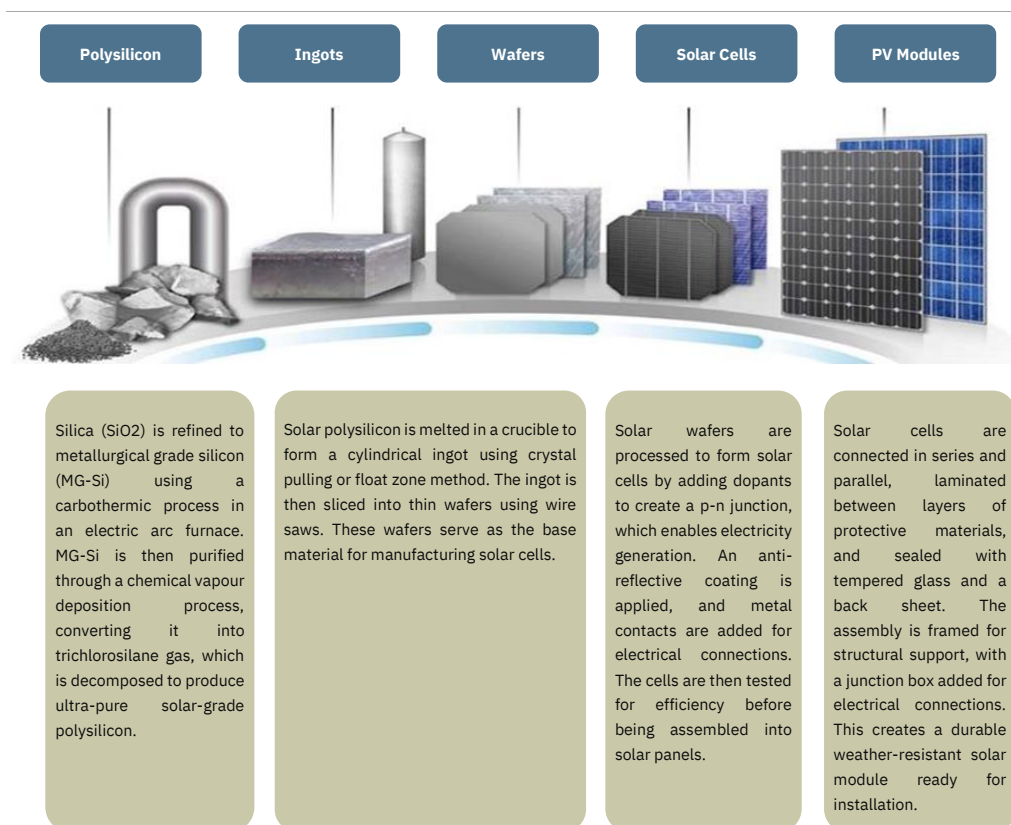 Polysilicon
Ingots
Wafers
Solar Cells
PV Modules
Silica (SiO2) is refined to
metallurgical grade silicon
(MG-Si) using a
carbothermic process in
an electric arc furnace.
MG-Si is then purified
through a chemical vapour
deposition process,
converting it into
trichlorosilane gas, which
is decomposed to produce
ultra-pure solar-grade
polysilicon.
Solar polysilicon is melted in a crucible to
form a cylindrical ingot using crystal
pulling or float zone method. The ingot is
then sliced into thin wafers using wire
saws. These wafers serve as the base
material for manufacturing solar cells.
Solar wafers are
processed to form solar
cells by adding dopants
to create a p-n junction,
which enables electricity
generation. An anti-
reflective coating is
applied, and metal
contacts are added for
electrical connections.
The cells are then tested
for efficiency before
being assembled into
solar panels.
Solar cells are
connected in series and
parallel, laminated
between layers of
protective materials,
and sealed with
tempered glass and a
back sheet. The
assembly is framed for
structural support, with
a junction box added for
electrical connections.
This creates a durable
weather-resistant solar
module ready for
installation.